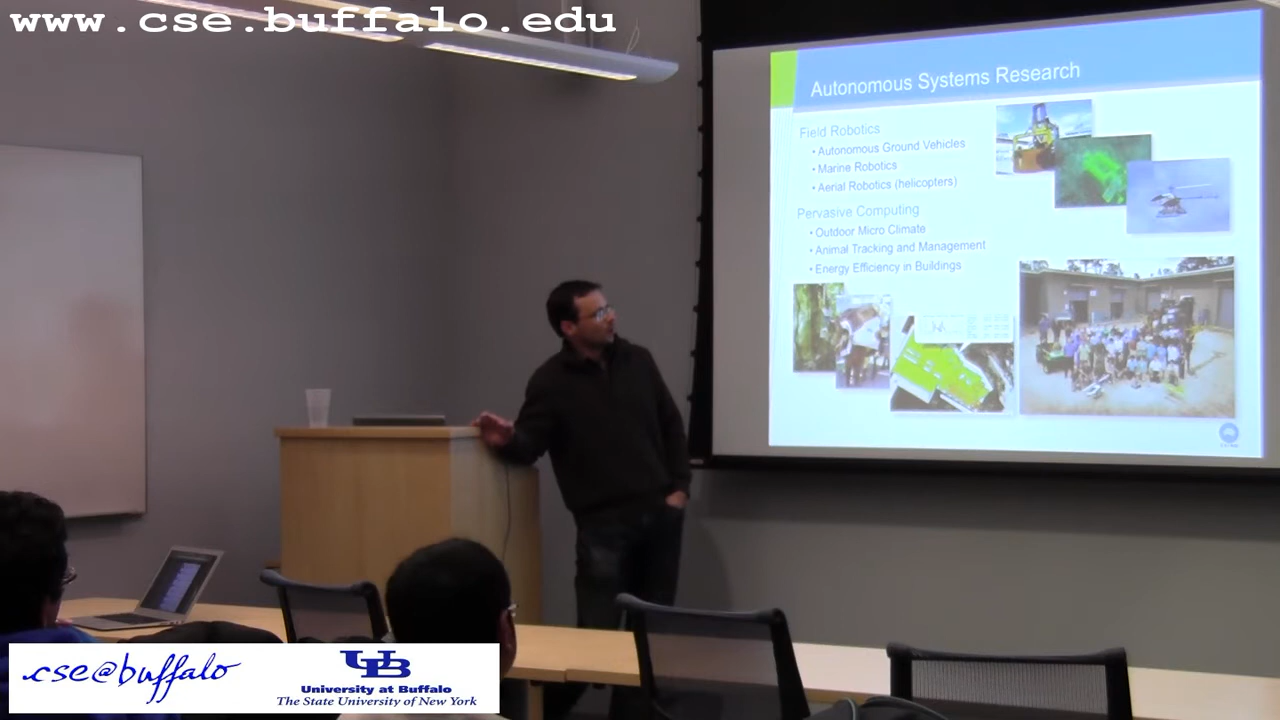 www.cse.buffalo.edu
Autonomous Systems Research
Field Robotics
• Autonomous Ground Vehicles
• Marine Robotics
• Aerial Robotics (helicopters)
Pervasive Computing
• Outdoor Micro Climate
• Animal Tracking and Management
• Energy Efficiency in Buildings
cse@buffalo
UB
University at Buffalo
The State University of New York